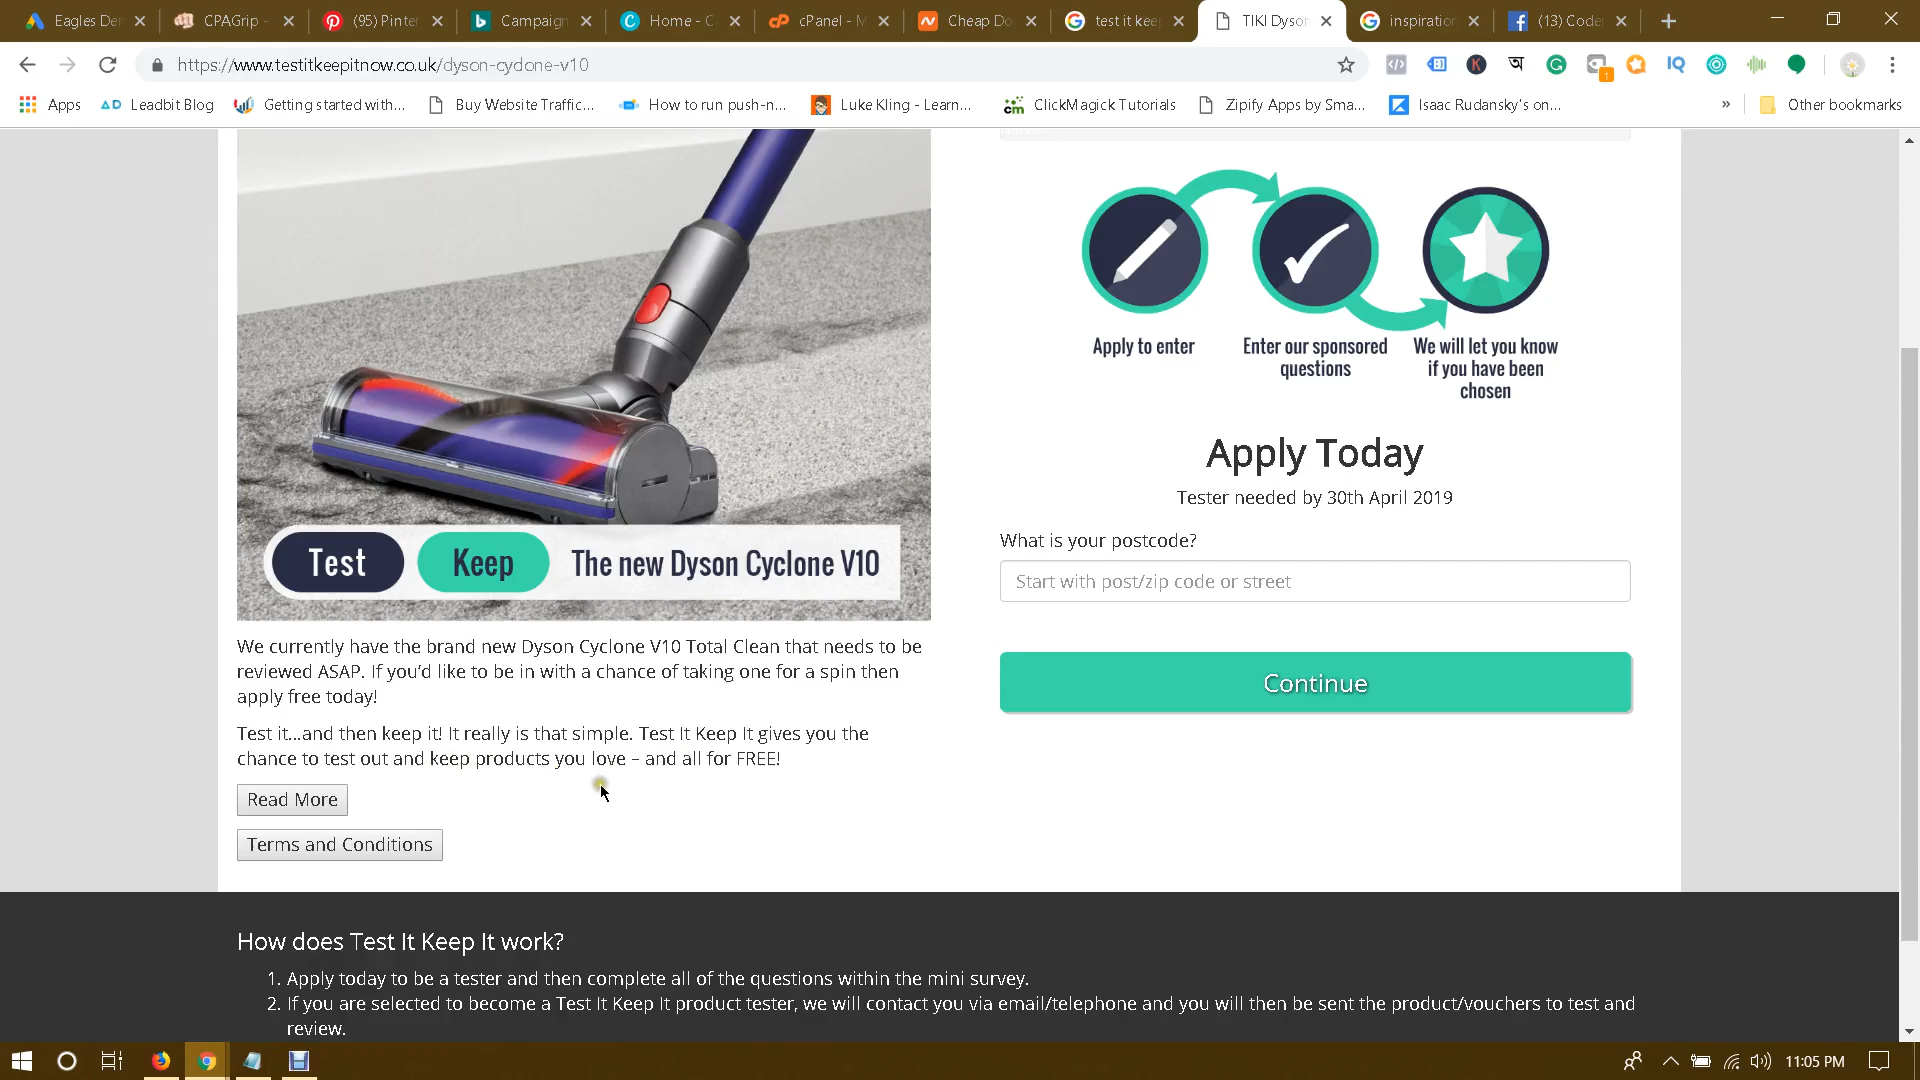 Eagles De
CPAGrip -
(95) Pinte
Campaign
Home - C
cPanel - M
Cheap Do
test it kee
TIKI Dyso
inspiratio
(13) Code
https://www.testitkeepitnow.co.uk/dyson-cyclone-v10
Apps
Leadbit Blog
Getting started with...
Buy Website Traffic...
How to run push-n...
Luke Kling - Learn...
ClickMagick Tutorials
Zipify Apps by Sma...
Isaac Rudansky's on...
»
Other bookmarks
Apply to enter
Enter our sponsored
questions
We will let you know
if you have been
chosen
Apply Today
Tester needed by 30th April 2019
What is your postcode?
Start with post/zip code or street
Continue
Test Keep The new Dyson Cyclone V10
We currently have the brand new Dyson Cyclone V10 Total Clean that needs to be
reviewed ASAP. If you’d like to be in with a chance of taking one for a spin then
apply free today!
Test it...and then keep it! It really is that simple. Test It Keep It gives you the
chance to test out and keep products you love – and all for FREE!
Read More
Terms and Conditions
How does Test It Keep It work?
1. Apply today to be a tester and then complete all of the questions within the mini survey.
2. If you are selected to become a Test It Keep It product tester, we will contact you via email/telephone and you will then be sent the product/vouchers to test and
review.
11:05 PM